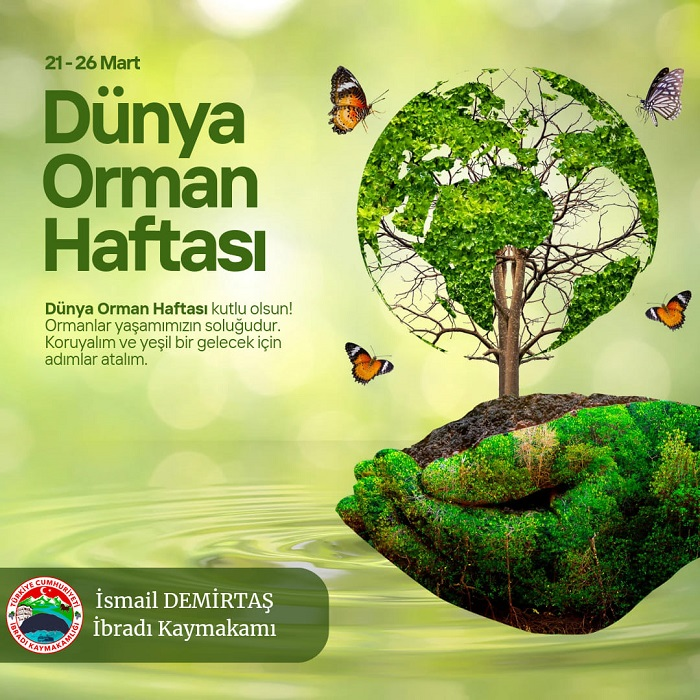 21 - 26 Mart
Dünya
Orman
Haftası
Dünya Orman Haftası kutlu olsun!
Ormanlar yaşamımızın soluğudur.
Koruyalım ve yeşil bir gelecek için
adımlar atalım.
TÜRKİYE CUMHURİYETİ
İBRADI KAYMAKAMLIĞI
İsmail DEMİRTAŞ
İbradı Kaymakamı